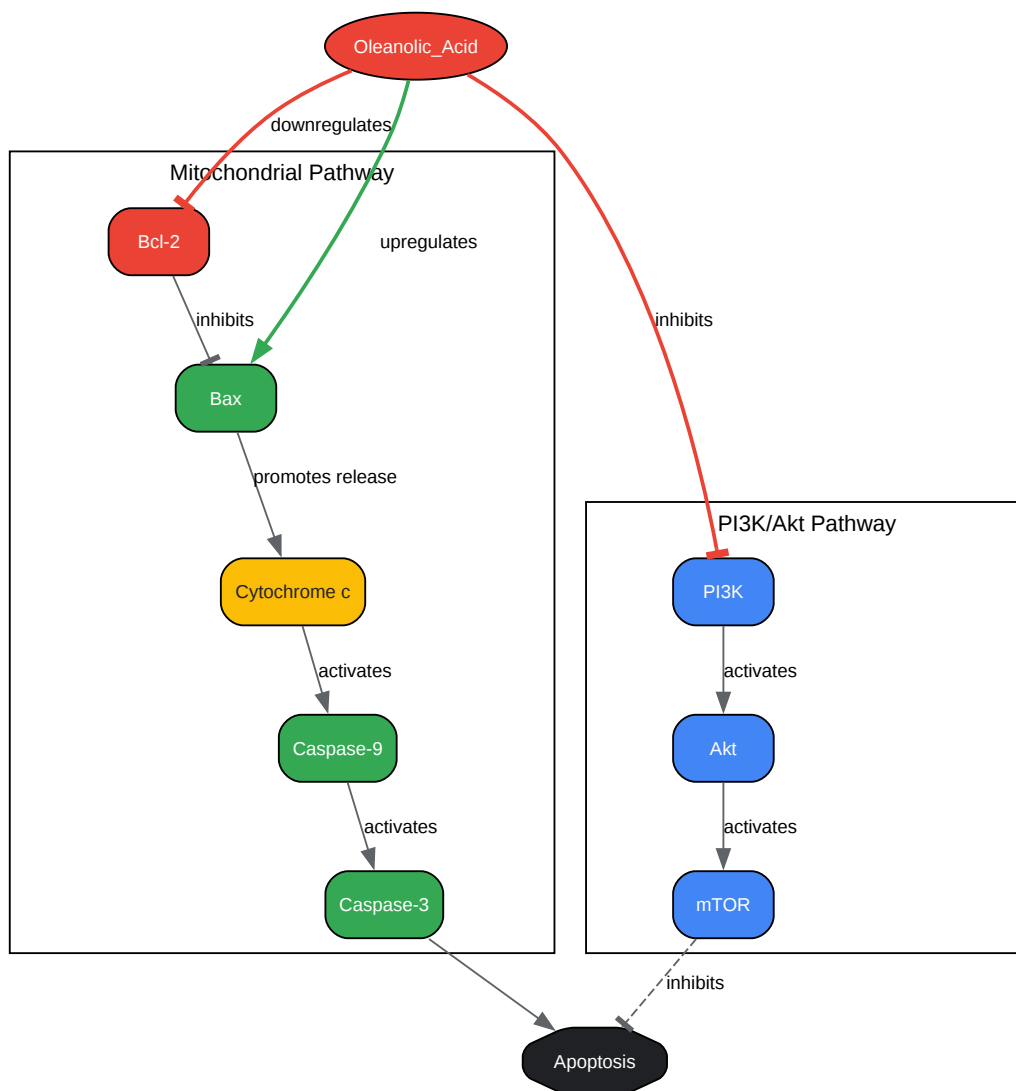 Oleanolic_Acid
downregulates
Mitochondrial Pathway
Bcl-2
upregulates
inhibits
inhibits
Bax
promotes release
PI3K/Akt Pathway
Cytochrome c
PI3K
activates
activates
Caspase-9
Akt
activates
activates
Caspase-3
mTOR
inhibits
Apoptosis